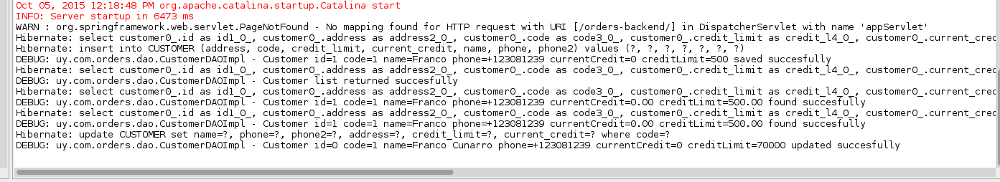 Oct 05, 2015 12:18:48 PM org.apache.catalina.startup.Catalina start
INFO: Server startup in 6473 ms
WARN : org.springframework.web.servlet.PageNotFound - No mapping found for HTTP request with URI [/orders-backend/] in DispatcherServlet with name 'appServlet'
Hibernate: select customer0_.id as id1_0_, customer0_.address as address2_0_, customer0_.code as code3_0_, customer0_.credit_limit as credit_l4_0_, customer0_.current_cred
Hibernate: insert into CUSTOMER (address, code, credit_limit, current_credit, name, phone, phone2) values (?, ?, ?, ?, ?, ?, ?)
DEBUG: uy.com.orders.dao.CustomerDAOImpl - Customer id=1 code=1 name=Franco phone=+123081239 currentCredit=0 creditLimit=500 saved succesfully
Hibernate: select customer0_.id as id1_0_, customer0_.address as address2_0_, customer0_.code as code3_0_, customer0_.credit_limit as credit_l4_0_, customer0_.current_cred
DEBUG: uy.com.orders.dao.CustomerDAOImpl - Customer list returned succesfully
Hibernate: select customer0_.id as id1_0_, customer0_.address as address2_0_, customer0_.code as code3_0_, customer0_.credit_limit as credit_l4_0_, customer0_.current_cred
DEBUG: uy.com.orders.dao.CustomerDAOImpl - Customer id=1 code=1 name=Franco phone=+123081239 currentCredit=0.00 creditLimit=500.00 found succesfully
Hibernate: select customer0_.id as id1_0_, customer0_.address as address2_0_, customer0_.code as code3_0_, customer0_.credit_limit as credit_l4_0_, customer0_.current_cred
DEBUG: uy.com.orders.dao.CustomerDAOImpl - Customer id=1 code=1 name=Franco phone=+123081239 currentCredit=0.00 creditLimit=500.00 found succesfully
Hibernate: update CUSTOMER set name=?, phone=?, phone2=?, address=?, credit_limit=?, current_credit=? where code=?
DEBUG: uy.com.orders.dao.CustomerDAOImpl - Customer id=0 code=1 name=Franco Cunarro phone=+123081239 currentCredit=0 creditLimit=70000 updated succesfully